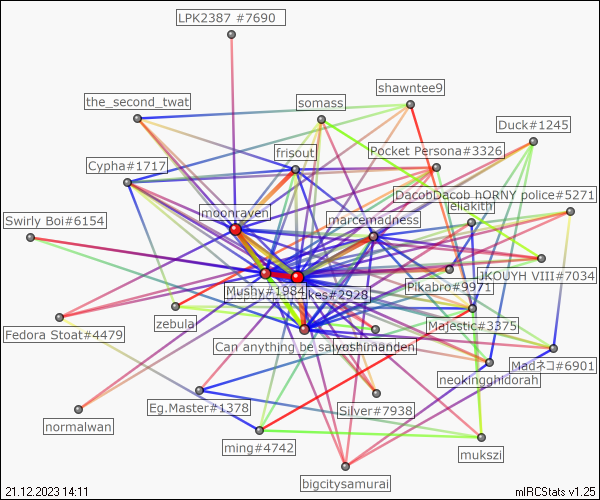 LPK2387 #7690
shawntee9
the_second_twat
somass
Duck#1245
Pocket Persona#3326
frisout
Cypha#1717
DacobDacob hORNY police#5271
eliakith
moonraven
marcemadness
Swirly Boi#6154
JKOUYH VIII#7034
Pikabro#9971
Mushy#1984
kes#2928
zebula
Majestic#3375
Fedora Stoat#4479
Can anything be sa
yoshimanden
Madネコ#6901
neokingghidorah
Eg.Master#1378
Silver#7938
normalwan
ming#4742
mukszi
bigcitysamurai
21.12.2023 14:11
mIRCStats v1.25